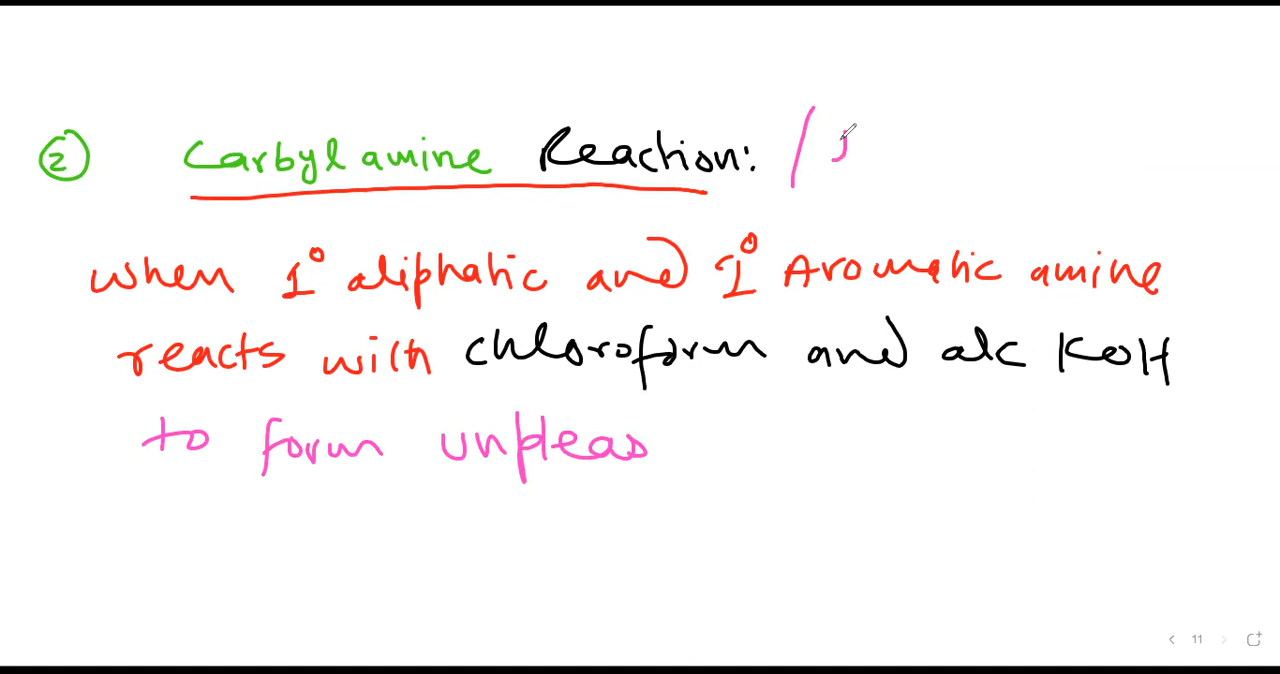 ② Carbylamine Reaction: /
when 1° aliphatic and 1° Aromatic amine
reacts with chloroform and alc KOH
to form unpleas
11